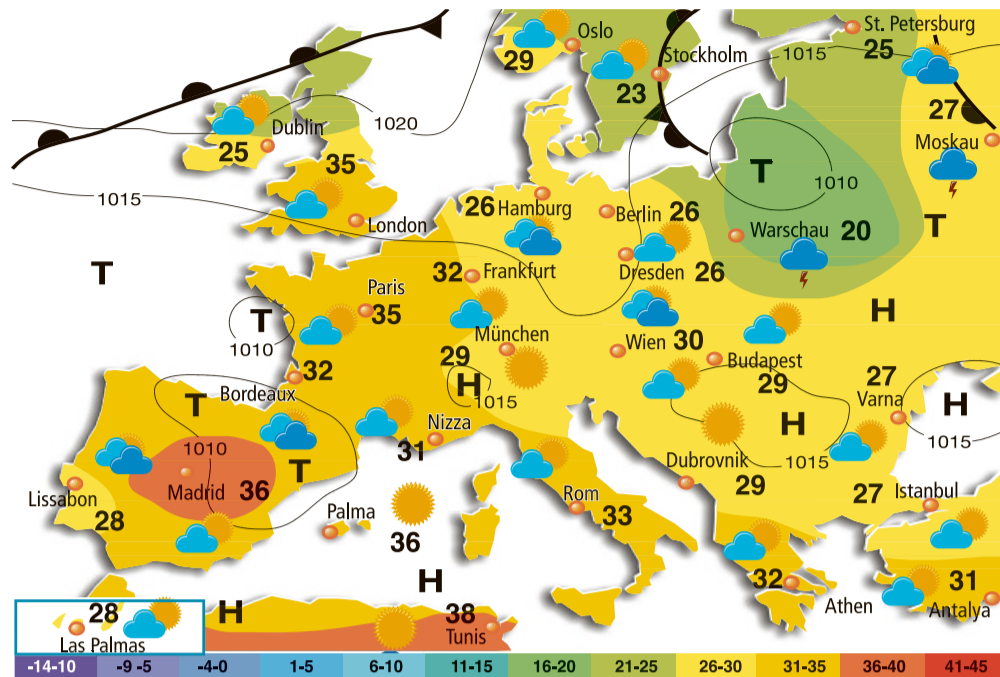 St. Petersburg
Oslo
29
25
1015
Stockholm
23
27
1020
Dublin
25
Moskau
35
T
1010
1015
26
Hamburg
Berlin
26
London
Warschau
20
T
T
32
Frankfurt
Dresden
26
Paris
35
H
T
1010
München
29
Wien
30
Budapest
29
32
Bordeaux
H
1015
27
Varna
H
1015
T
Nizza
31
H
1015
1010
T
Dubrovnik
29
Madrid
36
Lissabon
28
Palma
36
Rom
33
27
Istanbul
H
32
Athen
31
Antalya
28
Las Palmas
H
38
Tunis
-14-10 -9 -5 -4-0 1-5 6-10 11-15 16-20 21-25 26-30 31-35 36-40 41-45